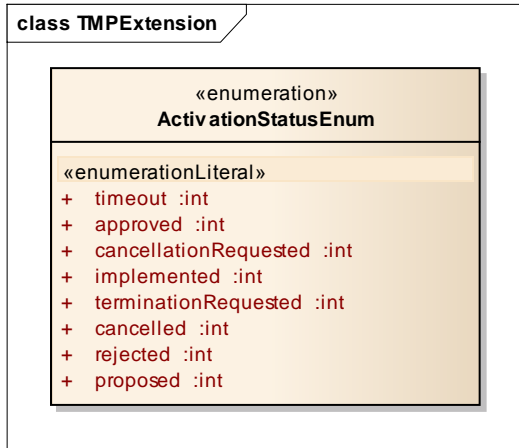 class TMPExtension
«enumeration»
ActivationStatusEnum
«enumerationLiteral»
+ timeout :int
+ approved :int
+ cancellationRequested :int
+ implemented :int
+ terminationRequested :int
+ cancelled :int
+ rejected :int
+ proposed :int